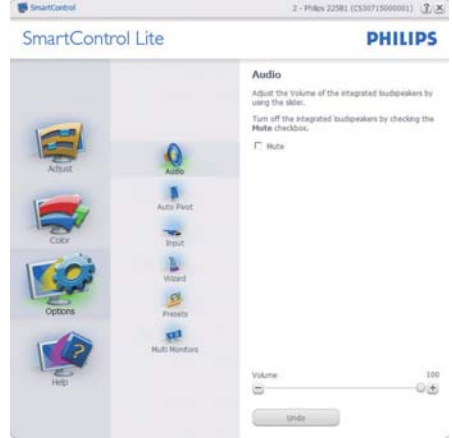 SmartControl
2 - Philips 225B1 (CS30715000001)
SmartControl Lite
PHILIPS
Adjust
Color
Options
Help
Audio
Auto Pivot
Input
Wizard
Presets
Multi Monitors
Audio
Adjust the Volume of the integrated loudspeakers by
using the slider.
Turn off the integrated loudspeakers by checking the
Mute checkbox.
Mute
Volume 100
Undo